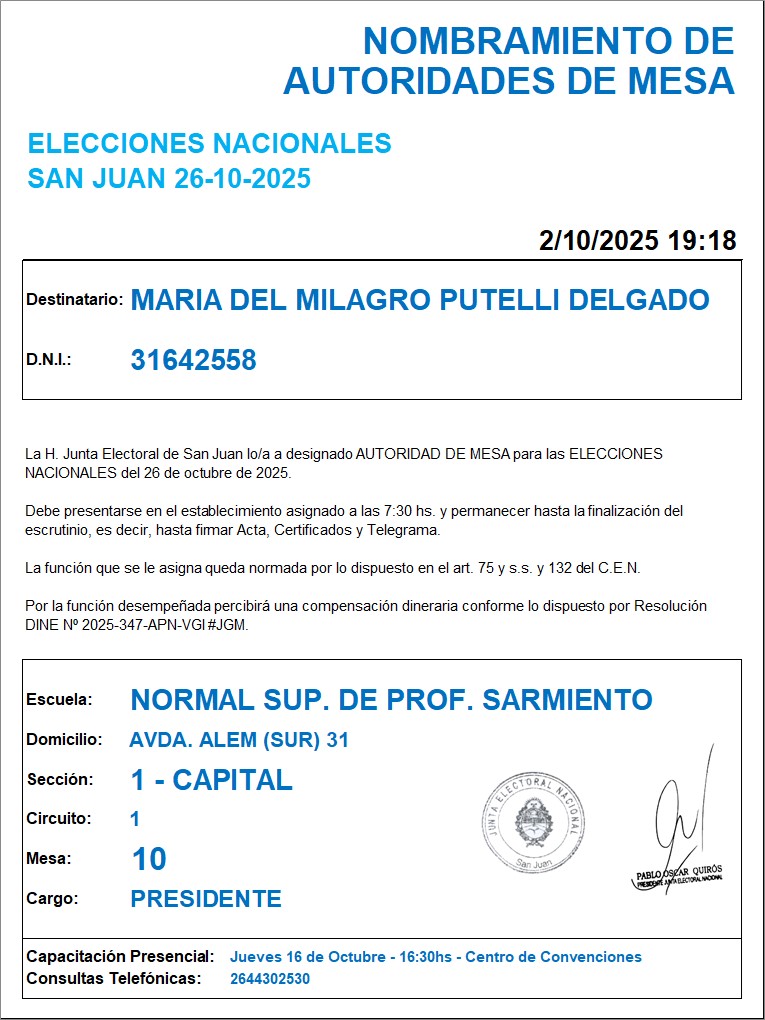 NOMBRAMIENTO DE
AUTORIDADES DE MESA
ELECCIONES NACIONALES
SAN JUAN 26-10-2025
2/10/2025 19:18
Destinatario: MARIA DEL MILAGRO PUTELLI DELGADO
D.N.I.: 31642558
La H. Junta Electoral de San Juan lo/a a designado AUTORIDAD DE MESA para las ELECCIONES
NACIONALES del 26 de octubre de 2025.
Debe presentarse en el establecimiento asignado a las 7:30 hs. y permanecer hasta la finalización del
escrutinio, es decir, hasta firmar Acta, Certificados y Telegrama.
La función que se le asigna queda normada por lo dispuesto en el art. 75 y s.s. y 132 del C.E.N.
Por la función desempeñada percibirá una compensación dineraria conforme lo dispuesto por Resolución
DINE Nº 2025-347-APN-VGI#JGM.
Escuela: NORMAL SUP. DE PROF. SARMIENTO
Domicilio: AVDA. ALEM (SUR) 31
Sección: 1 - CAPITAL
Circuito: 1
Mesa: 10
Cargo: PRESIDENTE
JUNTA ELECTORAL NACIONAL
San Juan
PABLO OSCAR QUIRÓS
PRESIDENTE JUNTA ELECTORAL NACIONAL
Capacitación Presencial: Jueves 16 de Octubre - 16:30hs - Centro de Convenciones
Consultas Telefónicas: 2644302530